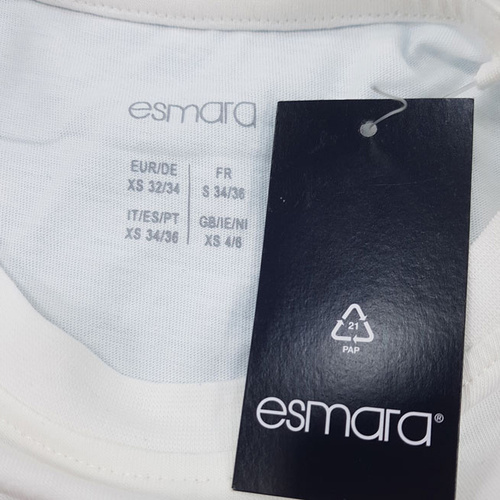 esmara
EUR/DE
XS 32/34
FR
S 34/36
IT/ES/PT
XS 34/36
GB/IE/NI
XS 4/6
21
PAP
esmara®